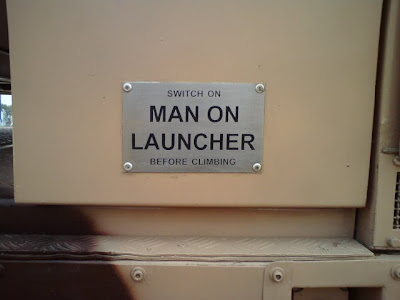 SWITCH ON
MAN ON
LAUNCHER
BEFORE CLIMBING